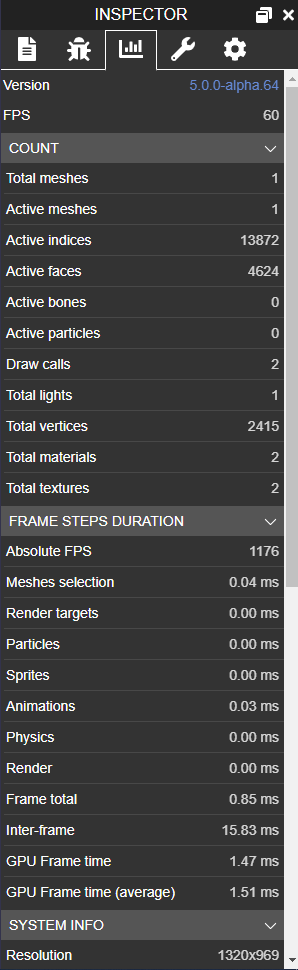 INSPECTOR
Version 5.0.0-alpha.64
FPS 60
COUNT
Total meshes 1
Active meshes 1
Active indices 13872
Active faces 4624
Active bones 0
Active particles 0
Draw calls 2
Total lights 1
Total vertices 2415
Total materials 2
Total textures 2
FRAME STEPS DURATION
Absolute FPS 1176
Meshes selection 0.04 ms
Render targets 0.00 ms
Particles 0.00 ms
Sprites 0.00 ms
Animations 0.03 ms
Physics 0.00 ms
Render 0.00 ms
Frame total 0.85 ms
Inter-frame 15.83 ms
GPU Frame time 1.47 ms
GPU Frame time (average) 1.51 ms
SYSTEM INFO
Resolution 1320x969